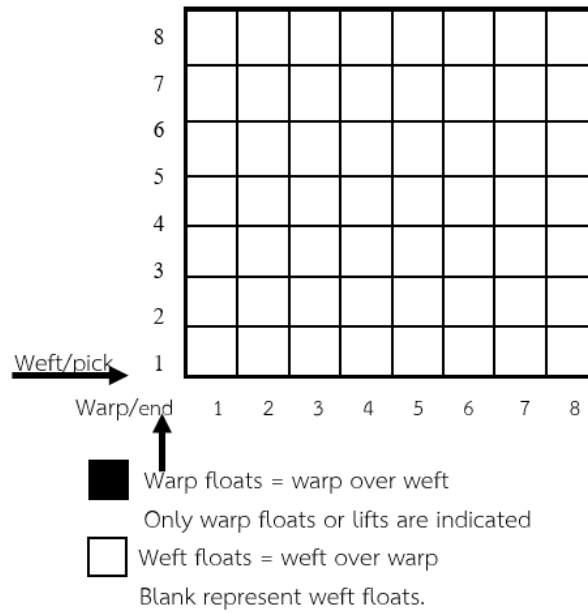 8
7
6
5
4
3
2
Weft/pick 1
Warp/end 1 2 3 4 5 6 7 8
Warp floats = warp over weft
Only warp floats or lifts are indicated
Weft floats = weft over warp
Blank represent weft floats.